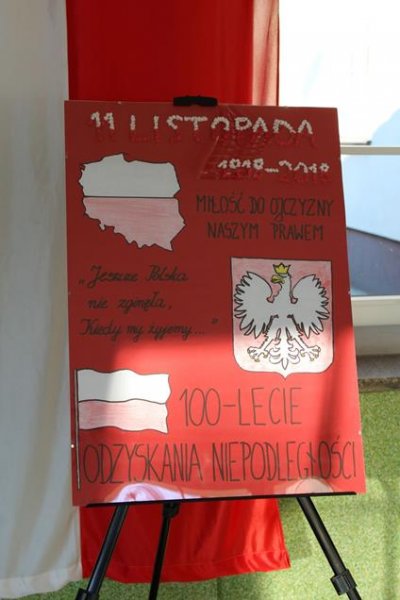 11 LISTOPADA
1918-2018
MIŁOŚĆ DO OJCZYZNY
NASZYM PRAWEM
„Jeszcze Polska
nie zginęła,
Kiedy my żyjemy..."
100-LECIE
ODZYSKANIA NIEPODLEGŁOŚCI